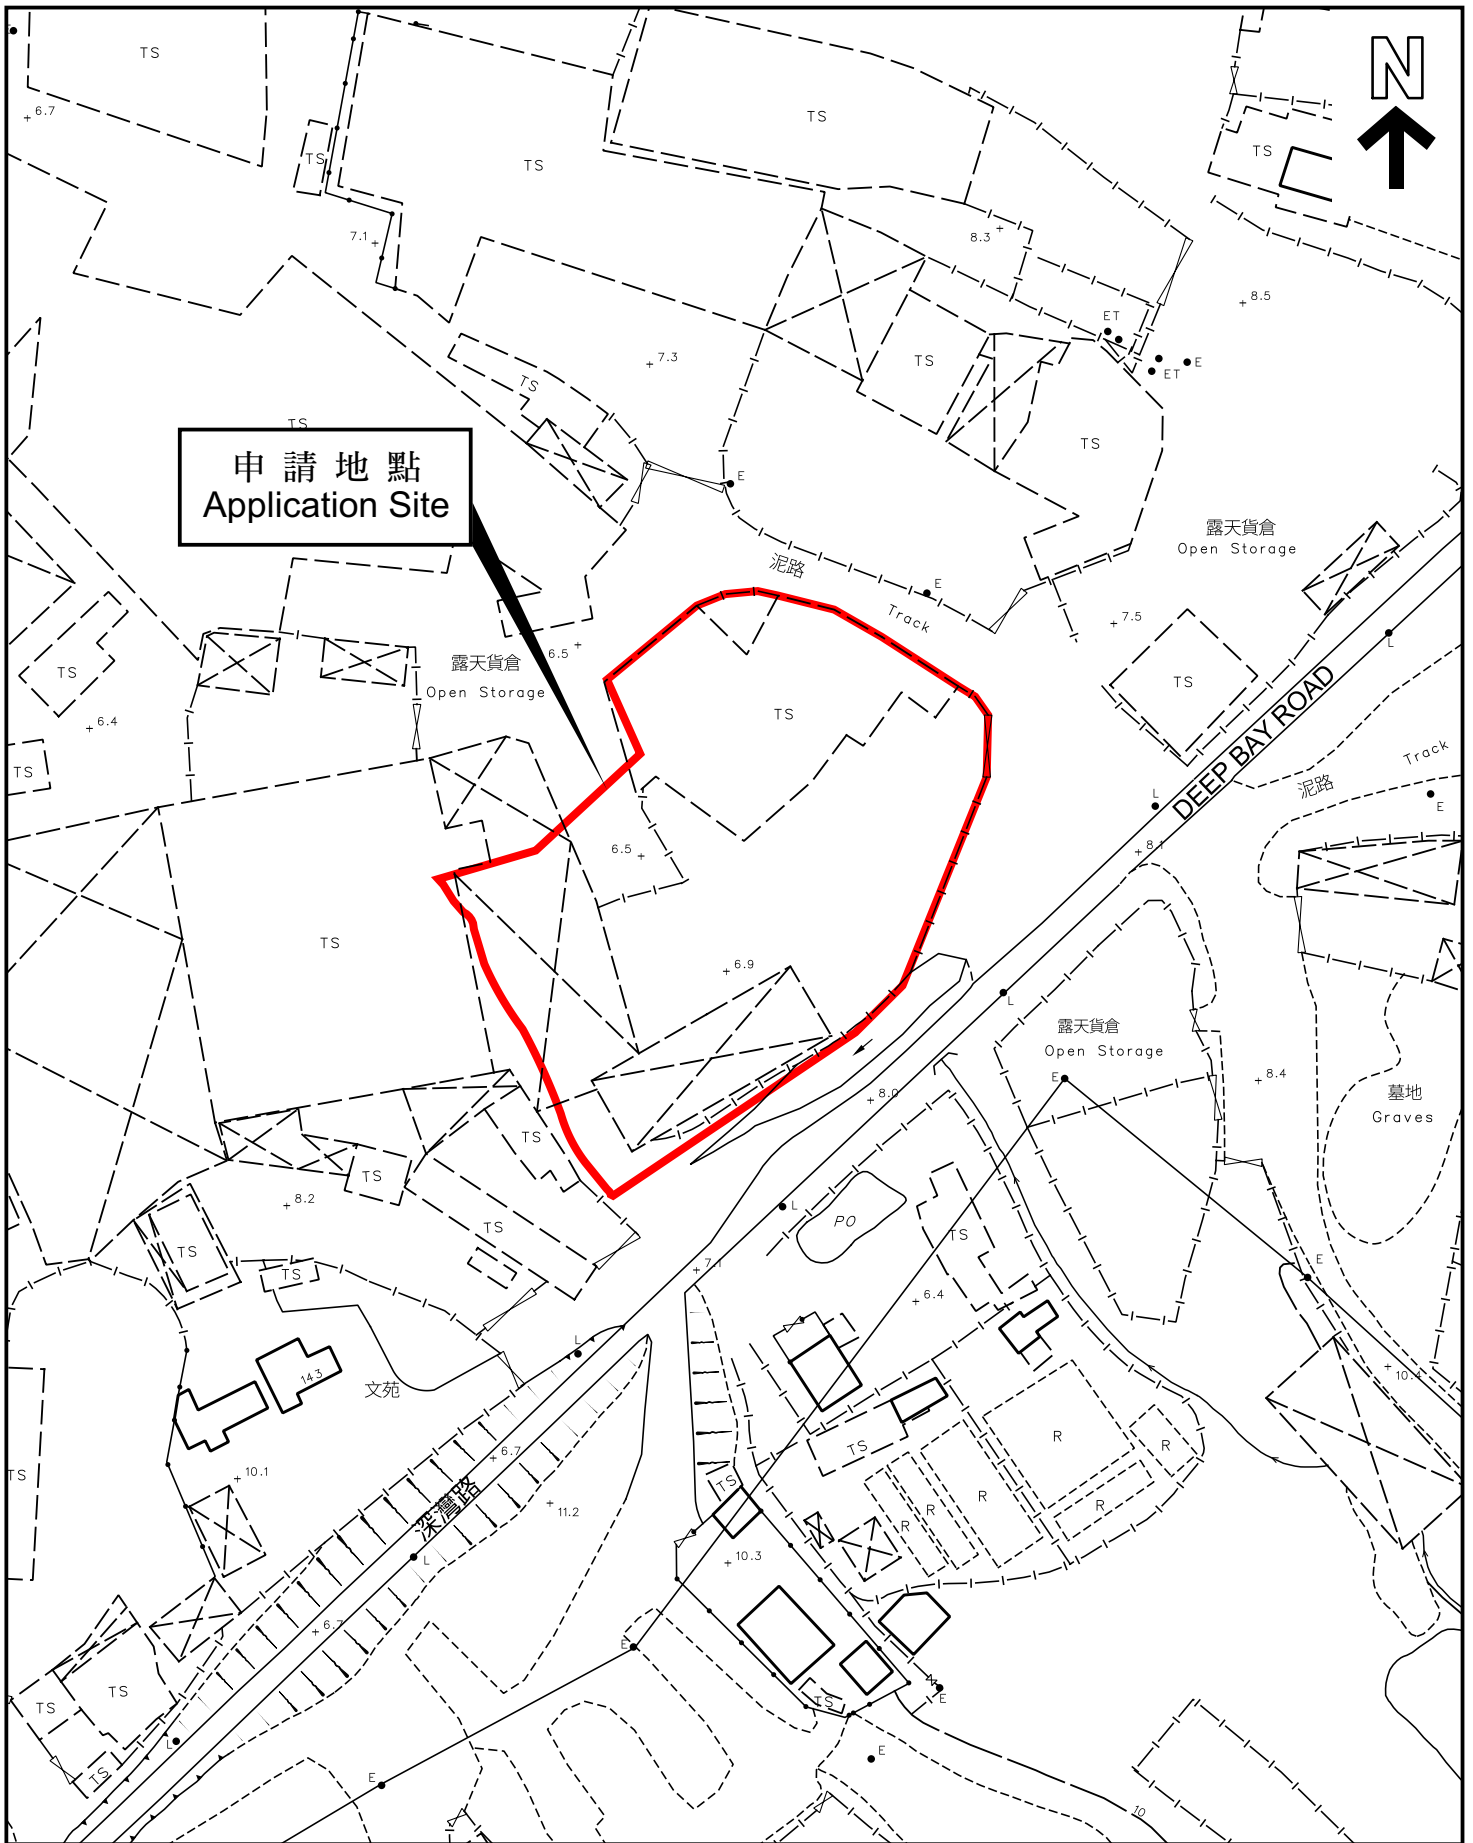 TS
N
6.7
TS
TS
TS
TS
TS
7.1
8.3
8.5
ET
ET
E
7.3
TS
TS
TS
TS
申請地點
Application Site
E
露天貨倉
Open Storage
泥路
Track
E
7.5
6.5
露天貨倉
Open Storage
L
TS
TS
TS
6.4
DEEP BAY ROAD
Track
泥路
TS
L
E
8.1
6.5
TS
6.9
L
露天貨倉
Open Storage
E
8.4
墓地
Graves
8.0
TS
TS
8.2
L
PO
TS
TS
TS
TS
7.1
6.4
E
L
143
文苑
10.4
TS
6.7
TS
R
R
10.1
TS
R
R
R
R
深灣路
11.2
L
10.3
6.7
E
TS
TS
TS
E
L
TS
E
E
10